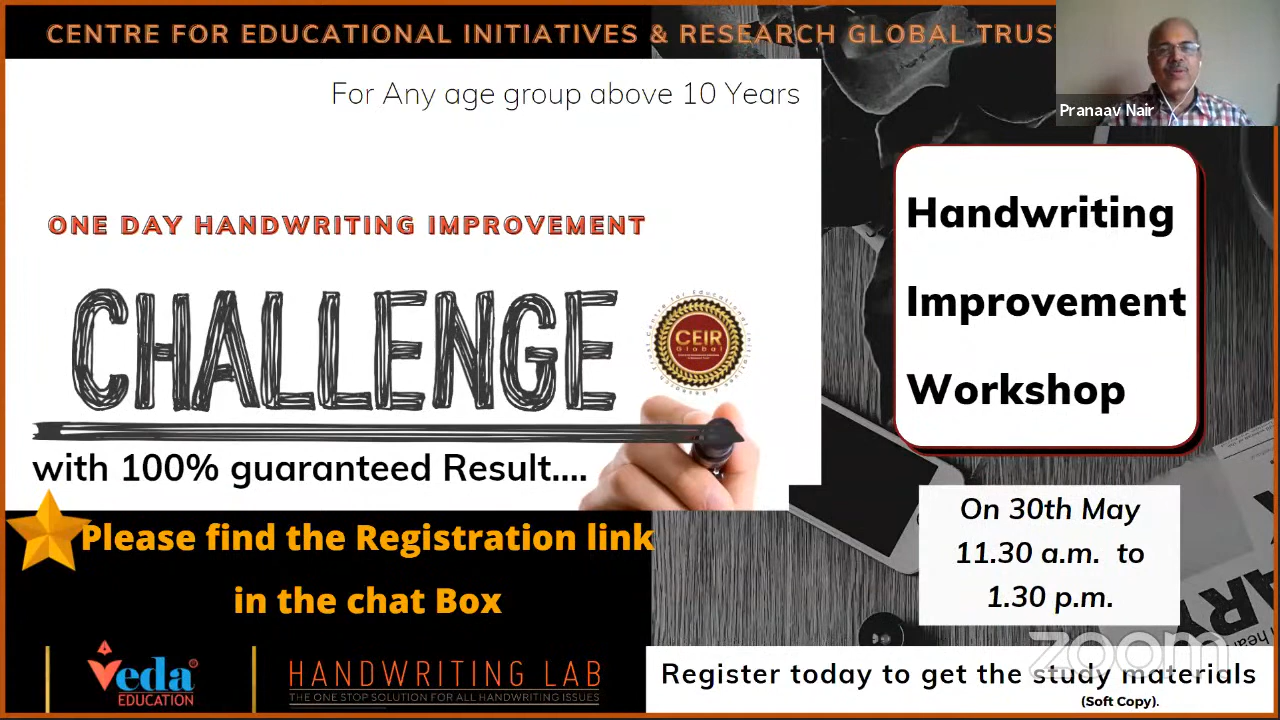 CENTRE FOR EDUCATIONAL INITIATIVES & RESEARCH GLOBAL TRUS
Pranaav Nair
For Any age group above 10 Years
ONE DAY HANDWRITING IMPROVEMENT
CHALLENGE
CEIR
Global
with 100% guaranteed Result....
Handwriting
Improvement
Workshop
On 30th May
11.30 a.m. to
1.30 p.m.
Please find the Registration link
in the chat Box
Veda
EDUCATION
HANDWRITING LAB
THE ONE STOP SOLUTION FOR ALL HANDWRITING ISSUES
zoom
Register today to get the study materials
(Soft Copy).